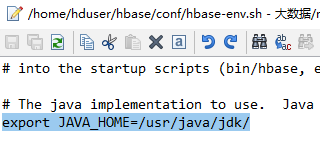 /home/hduser/hbase/conf/hbase-env.sh - 大数据/
# into the startup scripts (bin/hbase, e
# The java implementation to use.  Java
export JAVA_HOME=/usr/java/jdk/